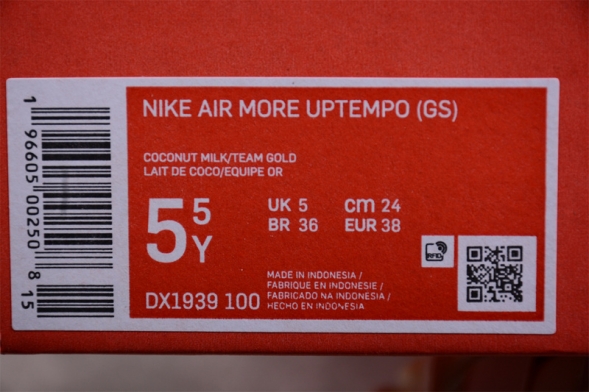 NIKE AIR MORE UPTEMPO (GS)
COCONUT MILK/TEAM GOLD
LAIT DE COCO/EQUIPE OR
5 5 Y
UK 5 cm 24
BR 36 EUR 38
MADE IN INDONESIA /
FABRIQUE EN INDONESIE /
FABRICADO NA INDONESIA /
HECHO EN INDONESIA
DX1939 100
1 96605 00250 8 15